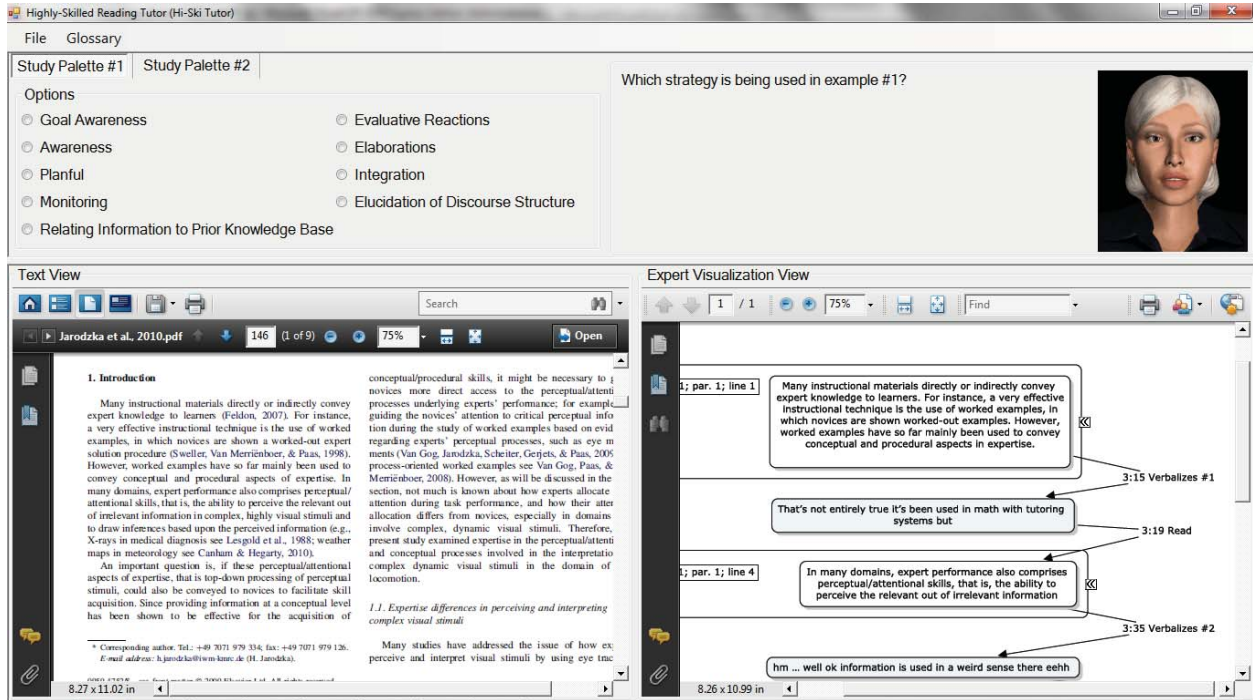 Highly-Skilled Reading Tutor (Hi-Ski Tutor)
File Glossary
Study Palette #1 Study Palette #2
Options
Goal Awareness
Awareness
Planful
Monitoring
Relating Information to Prior Knowledge Base
Evaluative Reactions
Elaborations
Integration
Elucidation of Discourse Structure
Which strategy is being used in example #1?
Text View
Search
Jarodzka et al., 2010.pdf 146 (1 of 9) 75% Open
1. Introduction
Many instructional materials directly or indirectly convey
expert knowledge to learners (Feldon, 2007). For instance,
a very effective instructional technique is the use of worked
examples, in which novices are shown a worked-out expert
solution procedure (Sweller, Van Merriënboer, & Paas, 1998).
However, worked examples have so far mainly been used to
convey conceptual and procedural aspects of expertise. In
many domains, expert performance also comprises perceptual/
attentional skills, that is, the ability to perceive the relevant out
of irrelevant information in complex, highly visual stimuli and
to draw inferences based upon the perceived information (e.g.,
X-rays in medical diagnosis see Lesgold et al., 1988; weather
maps in meteorology see Canham & Hegarty, 2010).
An important question is, if these perceptual/attentional
aspects of expertise, that is top-down processing of perceptual
stimuli, could also be conveyed to novices to facilitate skill
acquisition. Since providing information at a conceptual level
has been shown to be effective for the acquisition of
* Corresponding author. Tel.: +49 7071 979 334; fax: +49 7071 979 126.
E-mail address: h.jarodzka@iwm-kmrc.de (H. Jarodzka).
conceptual/procedural skills, it might be necessary to
novices more direct access to the perceptual/attenti
processes underlying experts' performance; for example
guiding the novices' attention to critical perceptual info
tion during the study of worked examples based on evid
regarding experts' perceptual processes, such as eye m
ments (Van Gog, Jarodzka, Scheiter, Gerjets, & Paas, 2009
process-oriented worked examples see Van Gog, Paas, &
Merriënboer, 2008). However, as will be discussed in the
section, not much is known about how experts allocate
attention during task performance, and how their atten
allocation differs from novices, especially in domains
involve complex, dynamic visual stimuli. Therefore,
present study examined expertise in the perceptual/attenti
and conceptual processes involved in the interpretatio
complex dynamic visual stimuli in the domain of
locomotion.
1.1. Expertise differences in perceiving and interpreting
complex visual stimuli
Many studies have addressed the issue of how ex
perceive and interpret visual stimuli by using eye trac
8.27 x 11.02 in
Expert Visualization View
1 / 1 75% Find
1; par. 1; line 1
Many instructional materials directly or indirectly convey
expert knowledge to learners. For instance, a very effective
instructional technique is the use of worked examples, in
which novices are shown worked-out examples. However,
worked examples have so far mainly been used to convey
conceptual and procedural aspects in expertise.
3:15 Verbalizes #1
That's not entirely true it's been used in math with tutoring
systems but
3:19 Read
1; par. 1; line 4
In many domains, expert performance also comprises
perceptual/attentional skills, that is, the ability to
perceive the relevant out of irrelevant information
3:35 Verbalizes #2
hm ... well ok information is used in a weird sense there eehh
8.26 x 10.99 in